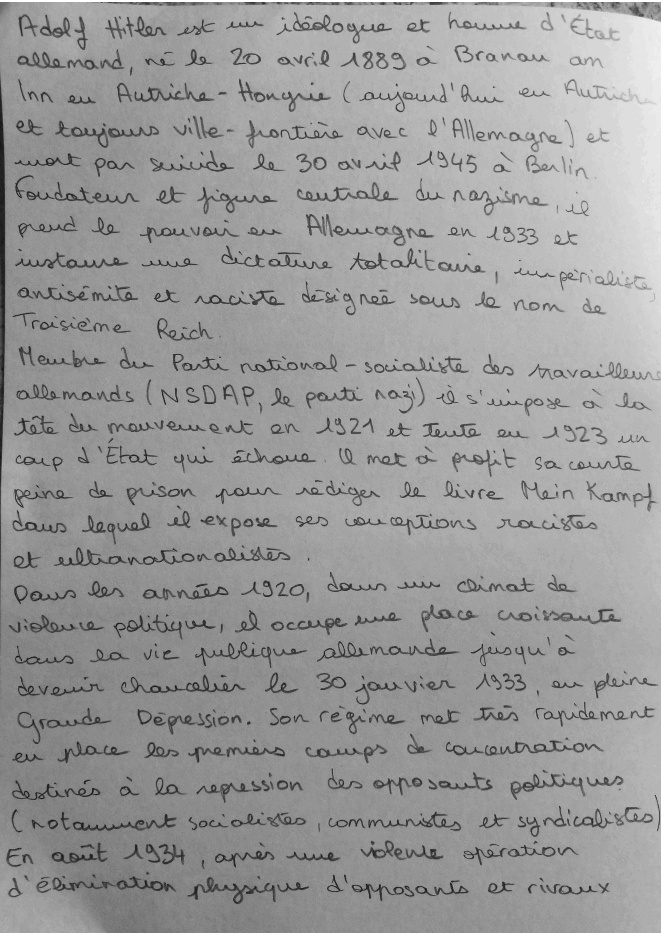 Adolf Hitler est un idéologue et homme d'État
allemand, né le 20 avril 1889 à Branau am
Inn en Autriche-Hongrie (aujourd'hui en Autriche
et toujours ville-frontière avec l'Allemagne) et
mort par suicide le 30 avril 1945 à Berlin.
Fondateur et figure centrale du nazisme, il
prend le pouvoir en Allemagne en 1933 et
instaure une dictature totalitaire, impérialiste,
antisémite et raciste désignée sous le nom de
Troisième Reich.
Membre du Parti national-socialiste des travailleurs
allemands (NSDAP, le parti nazi) il s'impose à la
tête du mouvement en 1921 et tente en 1923 un
coup d'État qui échoue. Il met à profit sa courte
peine de prison pour rédiger le livre Mein Kampf
dans lequel il expose ses conceptions racistes
et ultranationalistes.
Dans les années 1920, dans un climat de
violence politique, il occupe une place croissante
dans la vie publique allemande jusqu'à
devenir chancelier le 30 janvier 1933, en pleine
Grande Dépression. Son régime met très rapidement
en place les premiers camps de concentration
destinés à la repression des opposants politiques
(notamment socialistes, communistes et syndicalistes)
En août 1934, après une violente opération
d'élimination physique d'opposants et rivaux